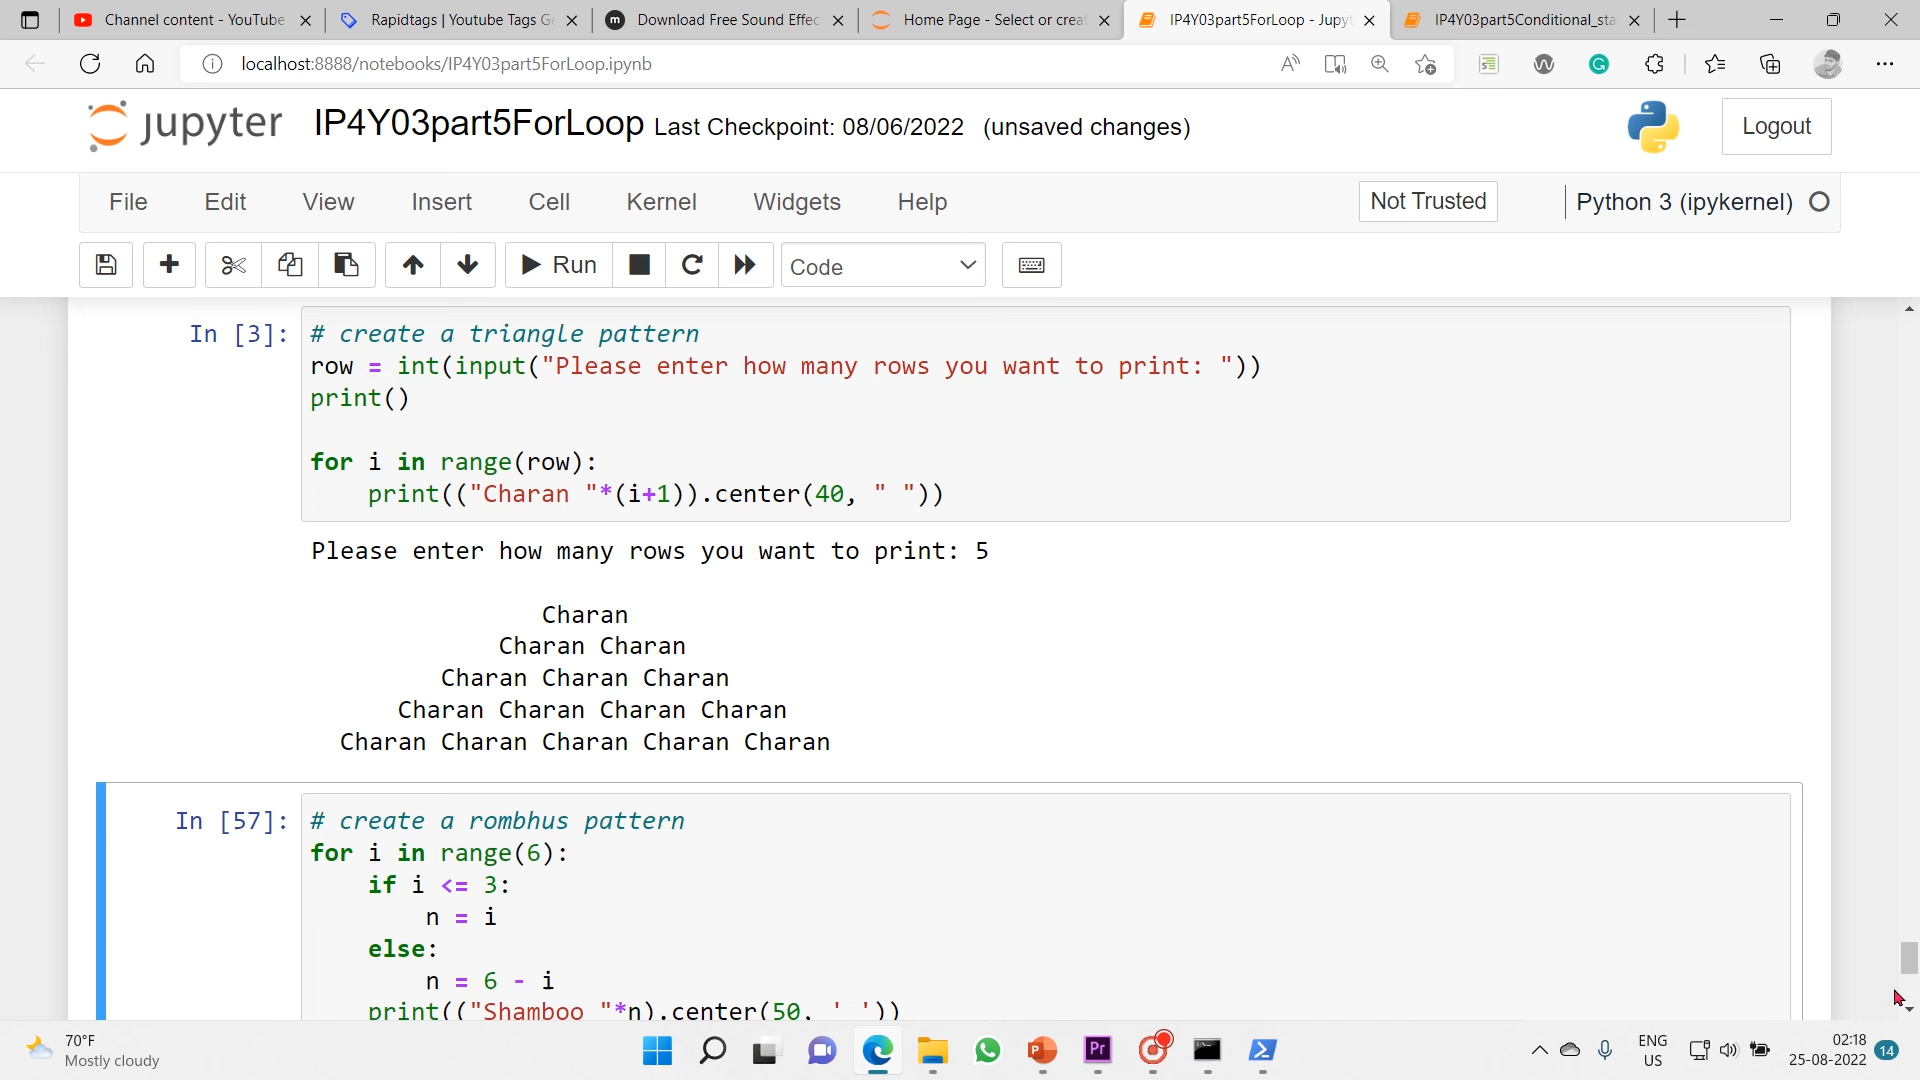 Channel content - YouTube
Rapidtags | Youtube Tags Ge
Download Free Sound Effec
Home Page - Select or creat
IP4Y03part5ForLoop - Jupyt
IP4Y03part5Conditional_sta
localhost:8888/notebooks/IP4Y03part5ForLoop.ipynb
jupyter IP4Y03part5ForLoop Last Checkpoint: 08/06/2022 (unsaved changes)
Logout
File Edit View Insert Cell Kernel Widgets Help
Not Trusted
Python 3 (ipykernel)
Run
Code
In [3]: # create a triangle pattern
row = int(input("Please enter how many rows you want to print: "))
print()
for i in range(row):
print(("Charan "*(i+1)).center(40, " "))
Please enter how many rows you want to print: 5
Charan
Charan Charan
Charan Charan Charan
Charan Charan Charan Charan
Charan Charan Charan Charan Charan
In [57]: # create a rombhus pattern
for i in range(6):
if i <= 3:
n = i
else:
n = 6 - i
print(("Shamboo "*n).center(50, ' '))
70°F
Mostly cloudy
Pr
ENG
US
02:18
25-08-2022
14